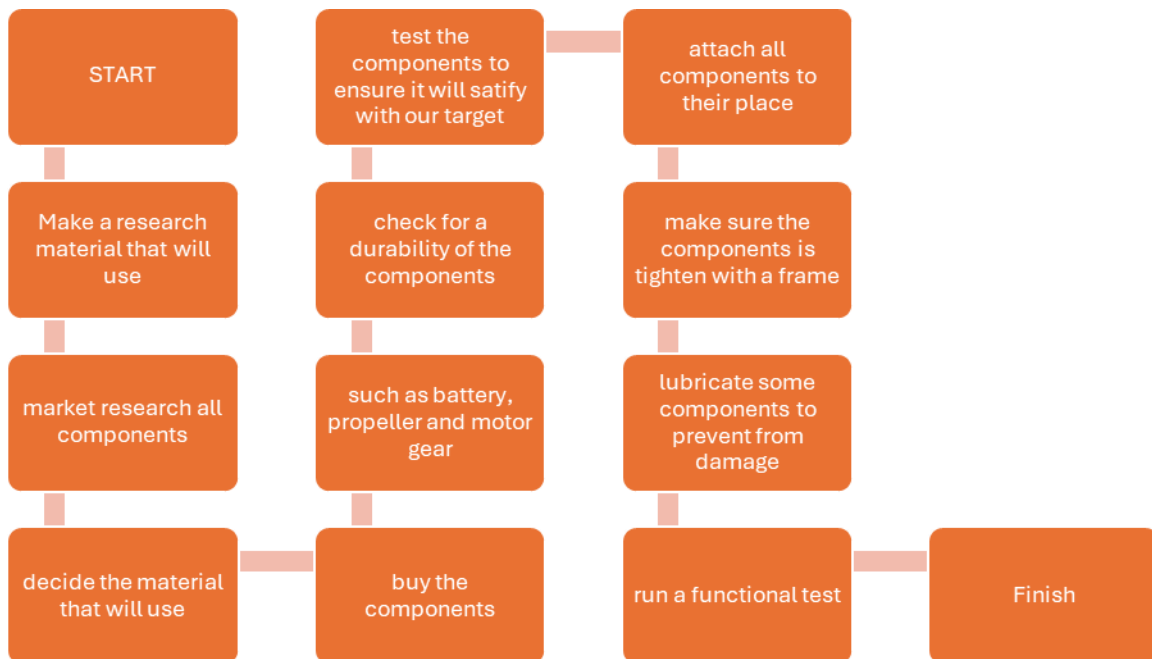 START
Make a research
material that will
use
market research all
components
decide the material
that will use
buy the
components
such as battery,
propeller and motor
gear
check for a
durability of the
components
test the
components to
ensure it will satify
with our target
attach all
components to
their place
make sure the
components is
tighten with a frame
lubricate some
components to
prevent from
damage
run a functional test
Finish